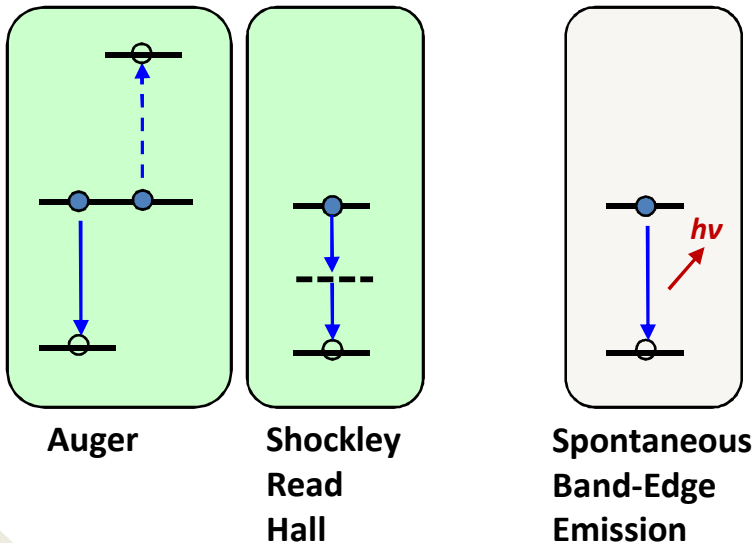 hν
Auger
Shockley
Read
Hall
Spontaneous
Band-Edge
Emission